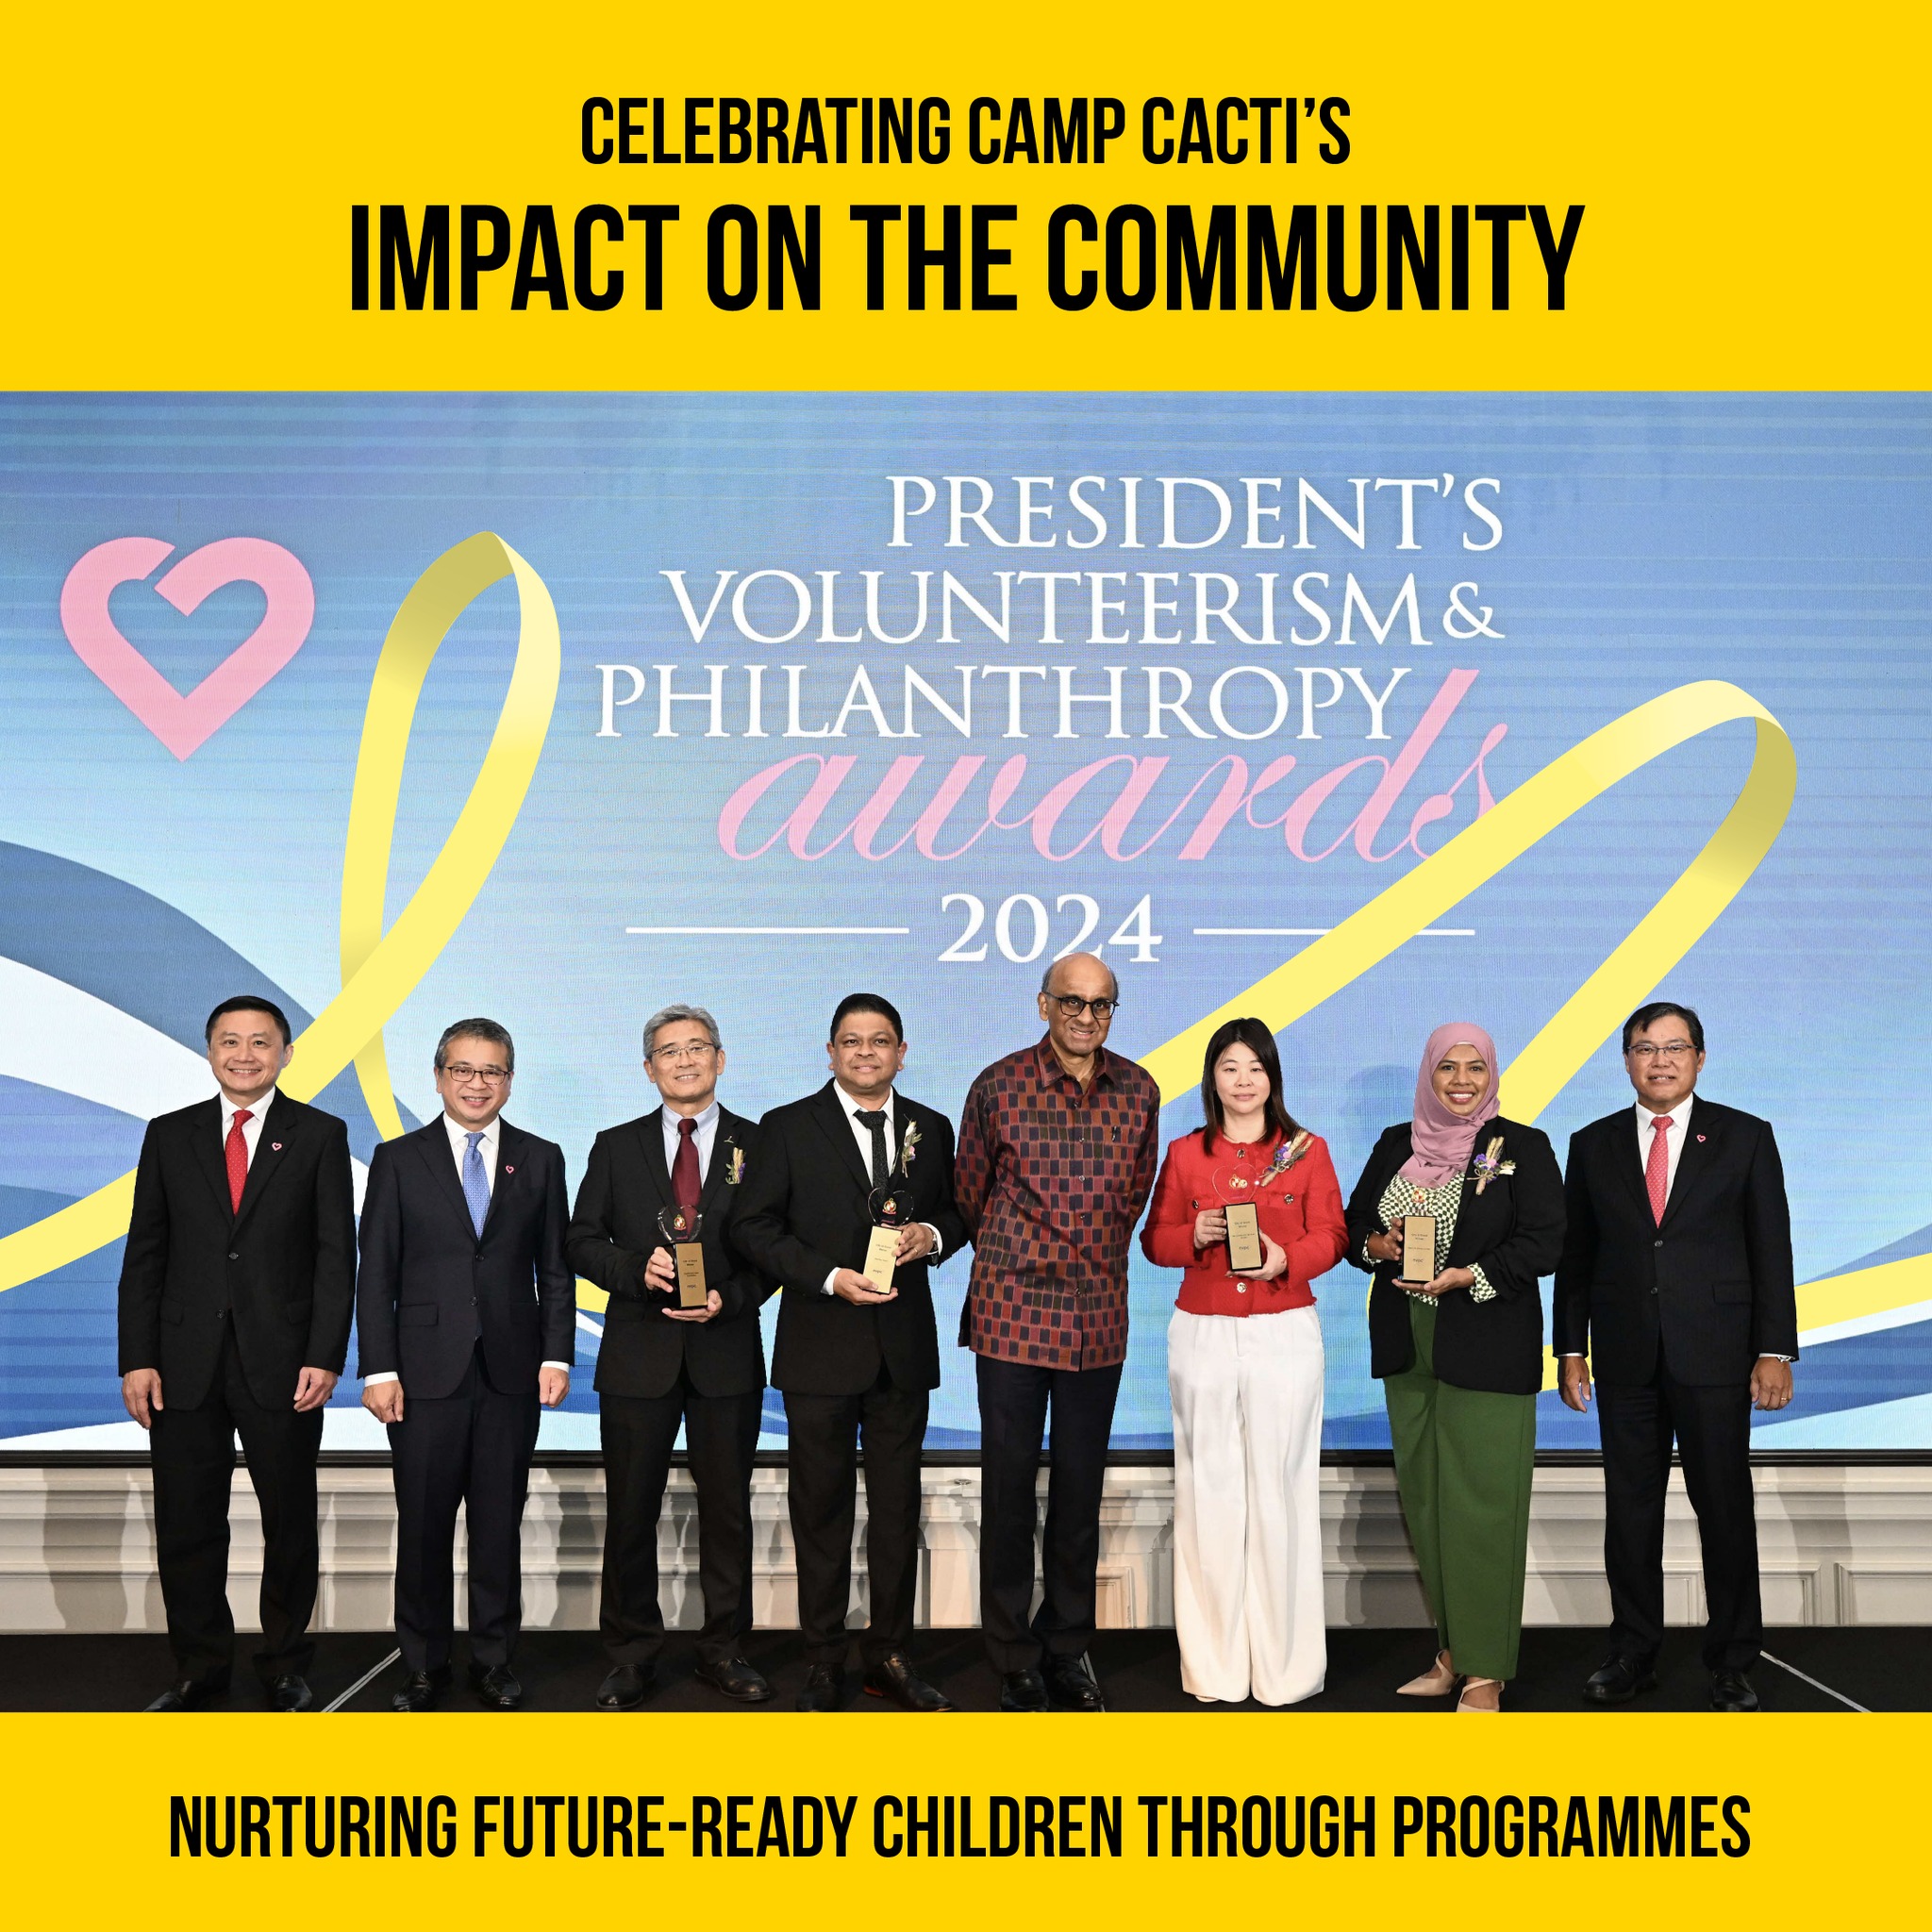 CELEBRATING CAMP CACTI’S
IMPACT ON THE COMMUNITY
PRESIDENT’S
VOLUNTEERISM &
PHILANTHROPY
awards
2024
NURTURING FUTURE-READY CHILDREN THROUGH PROGRAMMES